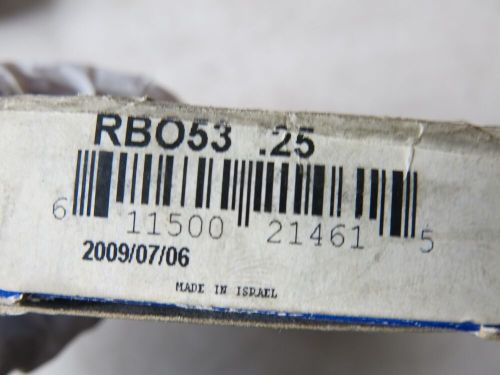 RBO53 .25
6 11500 21461 5
2009/07/06
MADE IN ISRAEL